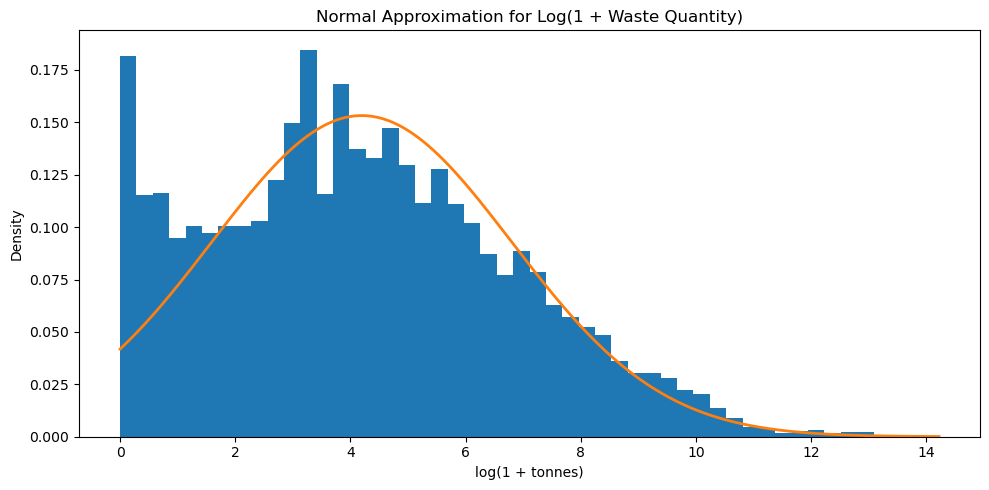 Normal Approximation for Log(1 + Waste Quantity)
Density
0.175
0.150
0.125
0.100
0.075
0.050
0.025
0.000
0 2 4 6 8 10 12 14
log(1 + tonnes)